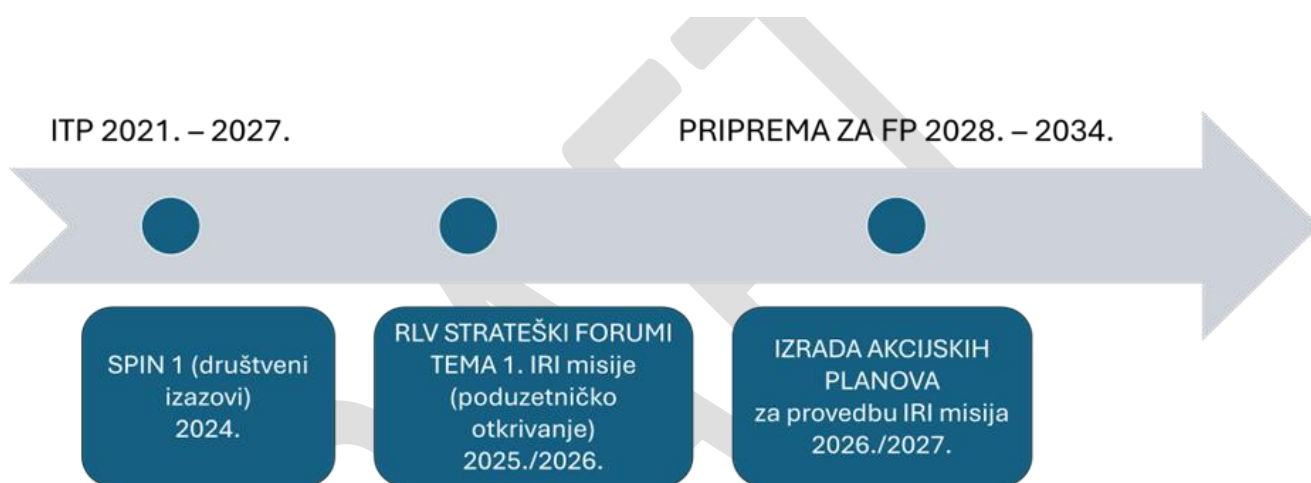 ITP 2021. – 2027.
PRIPREMA ZA FP 2028. – 2034.
SPIN 1 (društveni
izazovi)
2024.
RLV STRATEŠKI FORUMI
TEMA 1. IRI misije
(poduzetničko
otkrivanje)
2025./2026.
IZRADA AKCIJSKIH
PLANOVA
za provedbu IRI misija
2026./2027.